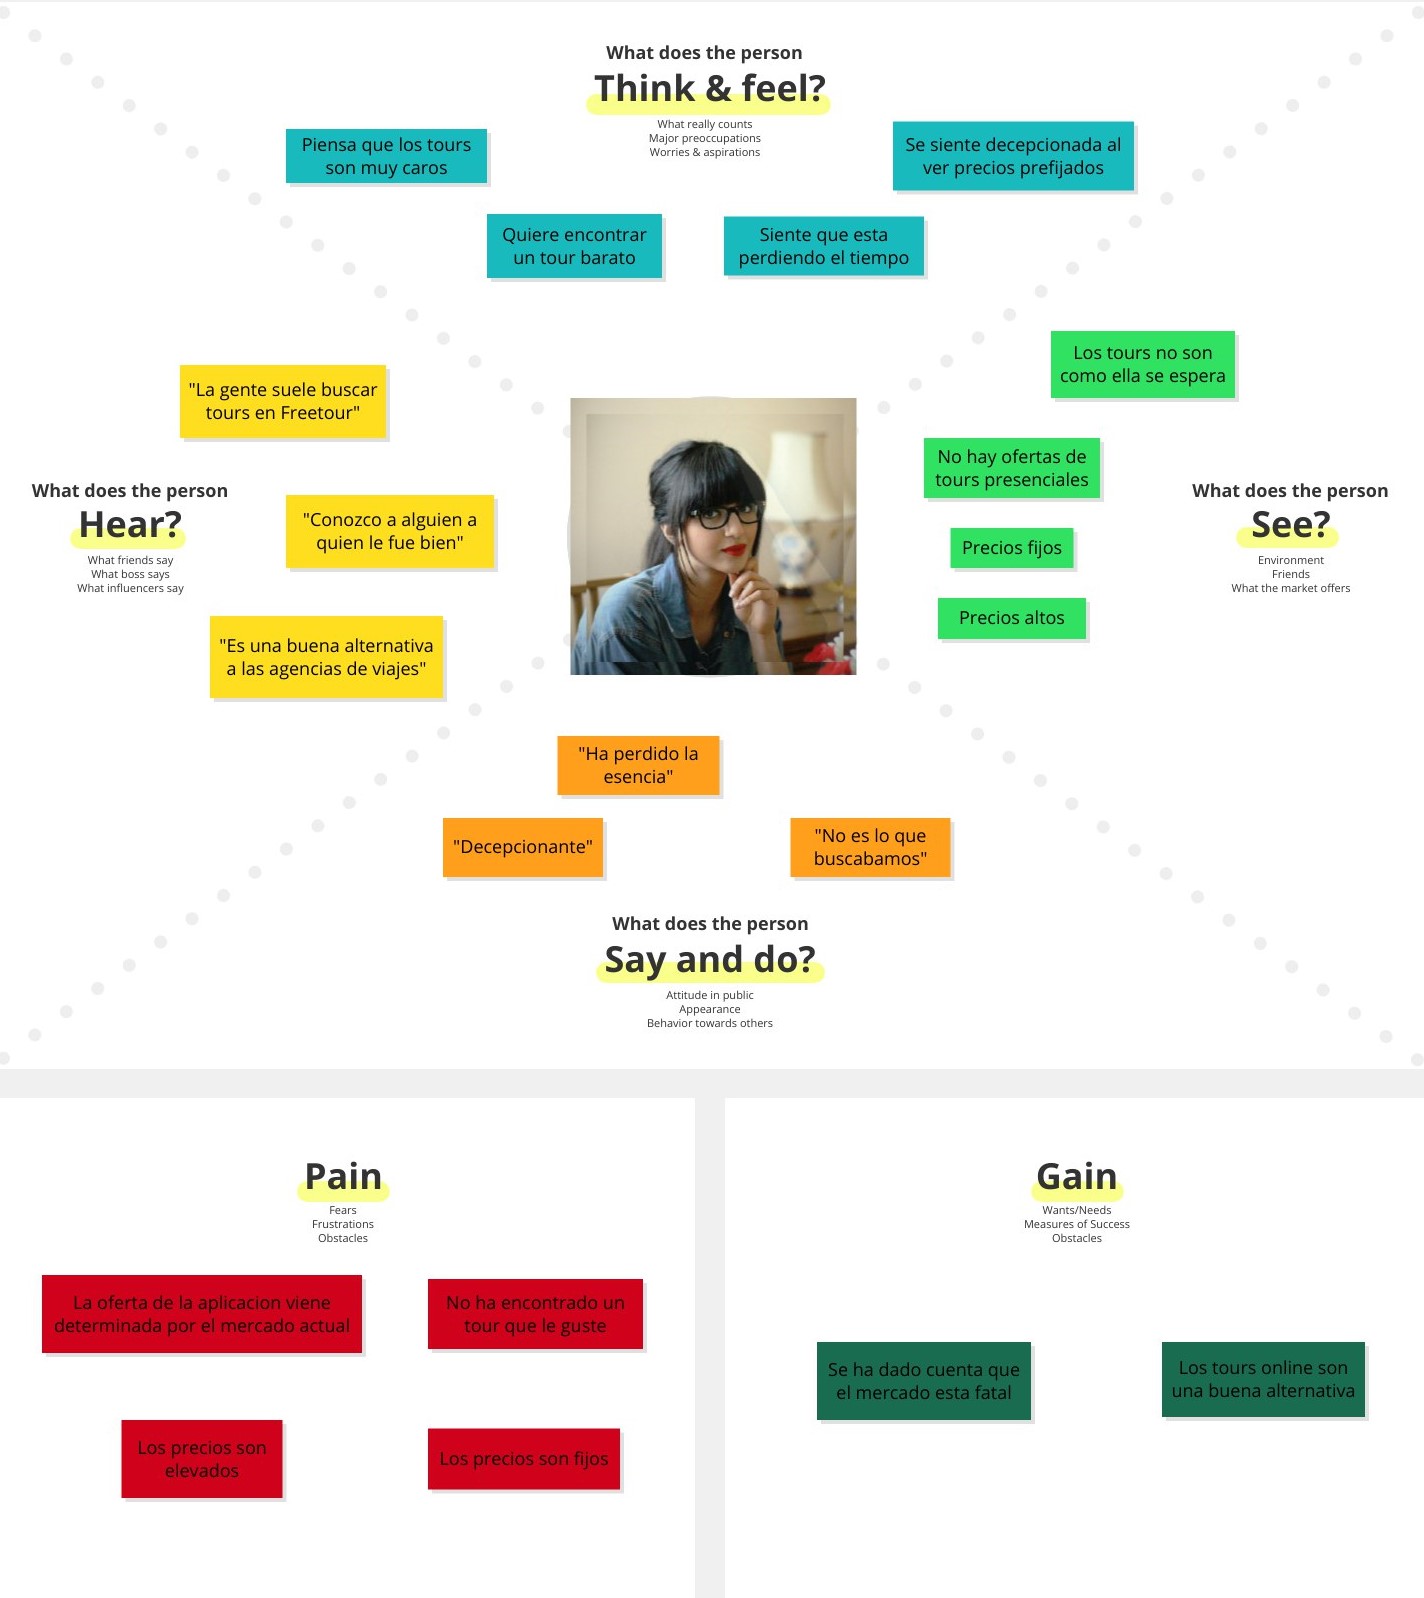 What does the person
Think & feel?
What really counts
Major preoccupations
Worries & aspirations
Piensa que los tours
son muy caros
Se siente decepcionada al
ver precios prefijados
Quiere encontrar
un tour barato
Siente que esta
perdiendo el tiempo
"La gente suele buscar
tours en Freetour"
What does the person
Hear?
What friends say
What boss says
What influencers say
"Conozco a alguien a
quien le fue bien"
"Es una buena alternativa
a las agencias de viajes"
Los tours no son
como ella se espera
No hay ofertas de
tours presenciales
Precios fijos
Precios altos
What does the person
See?
Environment
Friends
What the market offers
"Ha perdido la
esencia"
"Decepcionante"
"No es lo que
buscabamos"
What does the person
Say and do?
Attitude in public
Appearance
Behavior towards others
Pain
Fears
Frustrations
Obstacles
La oferta de la aplicacion viene
determinada por el mercado actual
No ha encontrado un
tour que le guste
Los precios son
elevados
Los precios son fijos
Gain
Wants/Needs
Measures of Success
Obstacles
Se ha dado cuenta que
el mercado esta fatal
Los tours online son
una buena alternativa